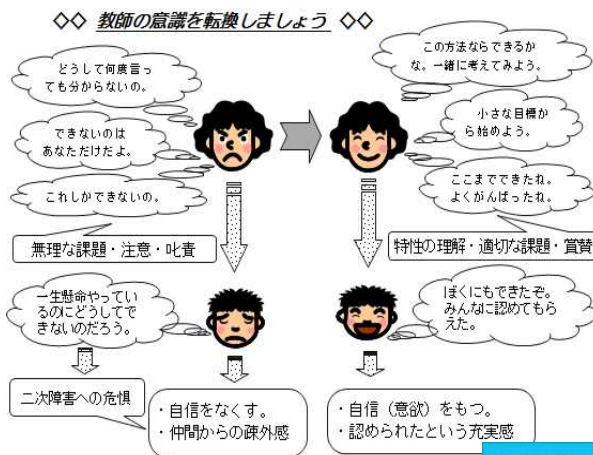 ◇◇ 教師の意識を転換しましょう ◇◇
どうして何度言っ
ても分からないの。
できないのは
あなただけだよ。
これしかできないの。
無理な課題・注意・叱責
この方法ならできるか
な。一緒に考えてみよう。
小さな目標か
ら始めよう。
ここまでできたね。
よくがんばったね。
特性の理解・適切な課題・賞賛
一生懸命やってい
るのにどうしてで
きないのだろう。
ぼくにもできたぞ。
みんなに認めてもら
えた。
二次障害への危惧
・自信をなくす。
・仲間からの疎外感
・自信（意欲）をもつ。
・認められたという充実感